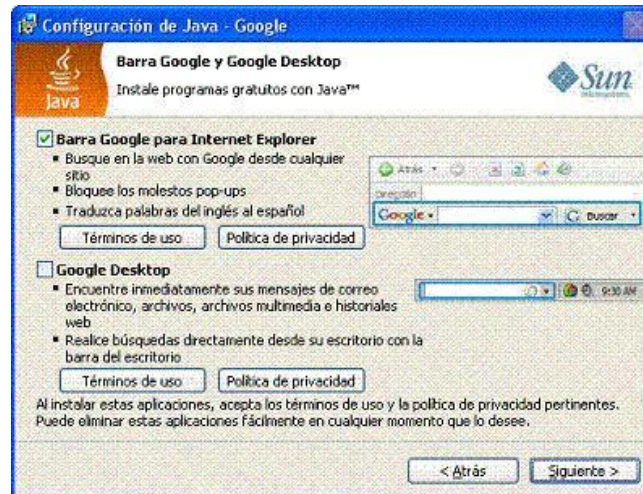 Configuración de Java - Google
Barra Google y Google Desktop
Instale programas gratuitos con Java™
Java
Sun
microsystems
Barra Google para Internet Explorer
Busque en la web con Google desde cualquier
sitio
Bloquee los molestos pop-ups
Traduzca palabras del inglés al español
Atrás
Google
Buscar
Términos de uso
Política de privacidad
Google Desktop
Encuentre inmediatamente sus mensajes de correo
electrónico, archivos, archivos multimedia e historiales
web
9:30 AM
Realice búsquedas directamente desde su escritorio con la
barra del escritorio
Términos de uso
Política de privacidad
Al instalar estas aplicaciones, acepta los términos de uso y la política de privacidad pertinentes.
Puede eliminar estas aplicaciones fácilmente en cualquier momento que lo desee.
< Atrás
Siguiente >